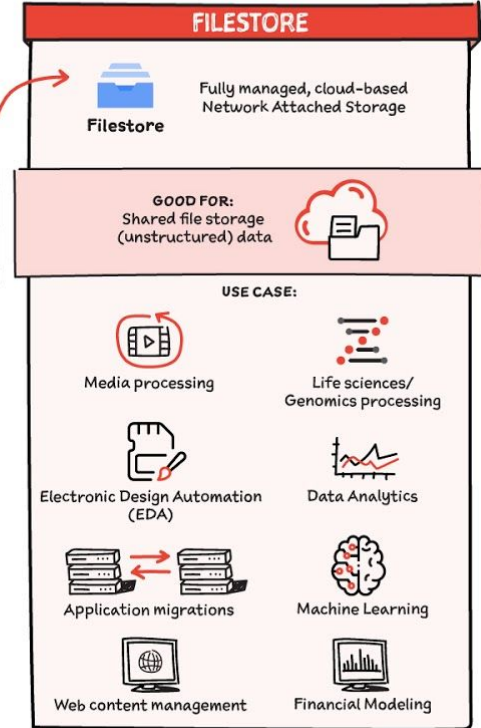 FILESTORE
Filestore
Fully managed, cloud-based
Network Attached Storage
GOOD FOR:
Shared file storage
(unstructured) data
USE CASE:
Media processing
Life sciences/
Genomics processing
Electronic Design Automation
(EDA)
Data Analytics
Application migrations
Machine Learning
Web content management
Financial Modeling